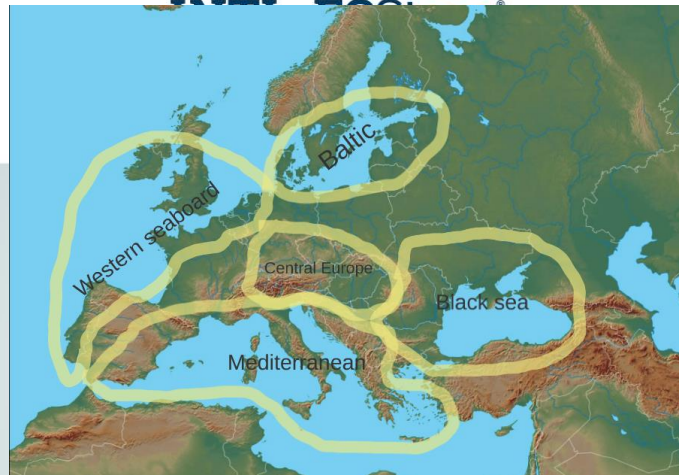 Baltic
Western seaboard
Central Europe
Black sea
Mediterranean